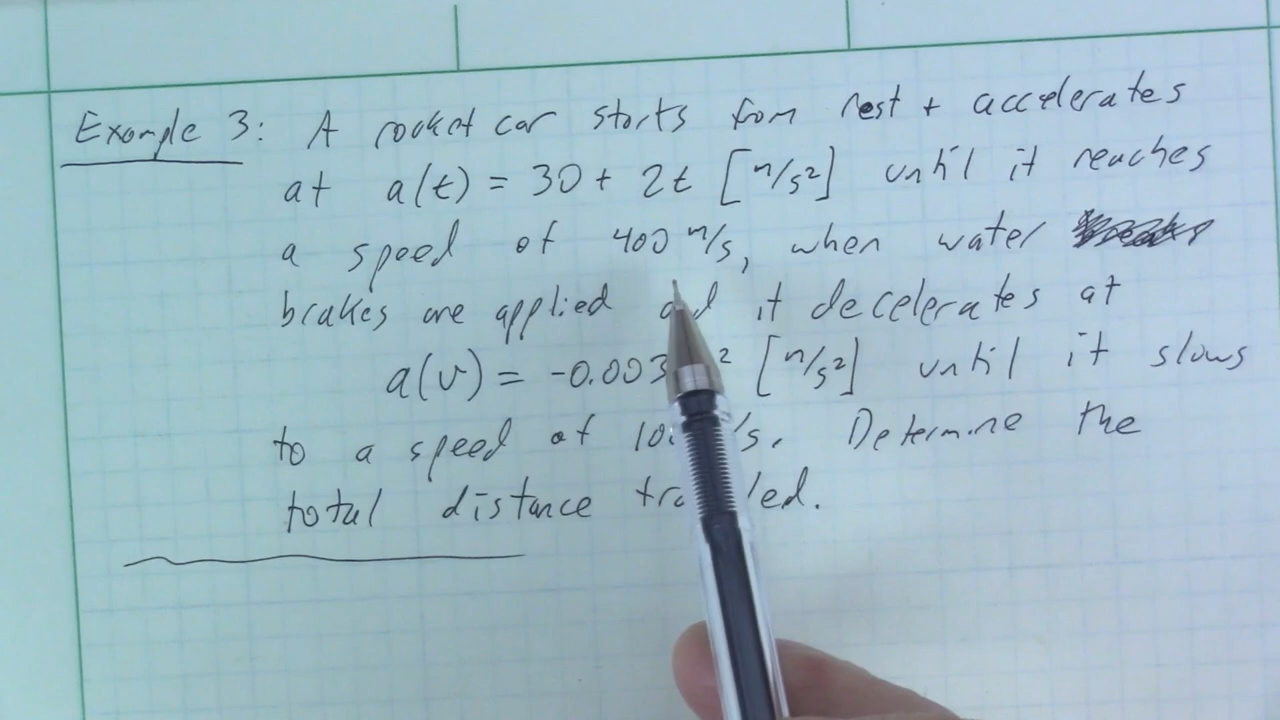 Example 3: A rocket car starts from rest + accelerates
at a(t) = 30 + 2t [m/s²] until it reaches
a speed of 400 m/s, when water
brakes are applied it decelerates at
a(v) = -0.003 ² [m/s²] until it slows
to a speed of 10 /s. Determine the
total distance